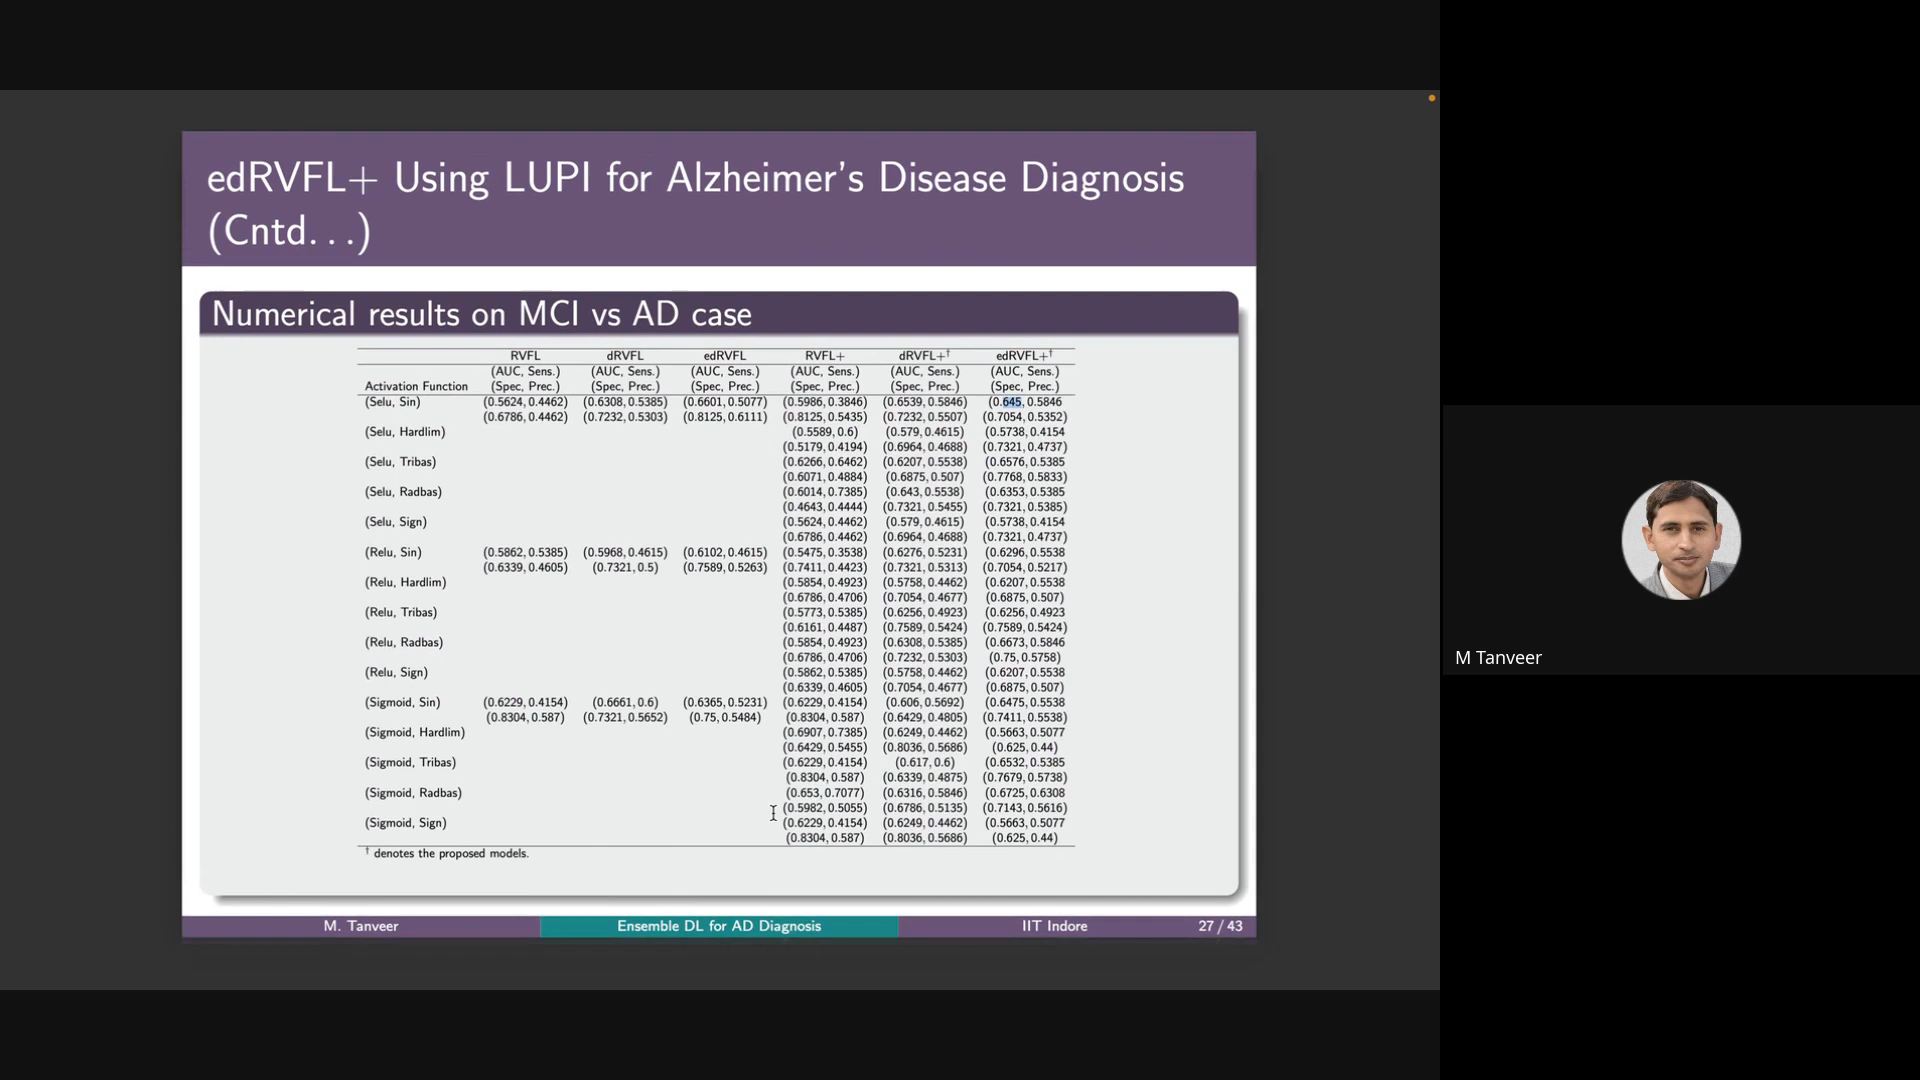 edRVFL+ Using LUPI for Alzheimer's Disease Diagnosis
(Cntd...)
Numerical results on MCI vs AD case
RVFL dRVFL edRVFL RVFL+ dRVFL+† edRVFL+†
(AUC, Sens.) (AUC, Sens.) (AUC, Sens.) (AUC, Sens.) (AUC, Sens.) (AUC, Sens.)
Activation Function (Spec, Prec.) (Spec, Prec.) (Spec, Prec.) (Spec, Prec.) (Spec, Prec.) (Spec, Prec.)
(Selu, Sin) (0.5624, 0.4462) (0.6308, 0.5385) (0.6601, 0.5077) (0.5986, 0.3846) (0.6539, 0.5846) (0.645, 0.5846
(0.6786, 0.4462) (0.7232, 0.5303) (0.8125, 0.6111) (0.8125, 0.5435) (0.7232, 0.5507) (0.7054, 0.5352)
(Selu, Hardlim) (0.5589, 0.6) (0.579, 0.4615) (0.5738, 0.4154
(0.5179, 0.4194) (0.6964, 0.4688) (0.7321, 0.4737)
(Selu, Tribas) (0.6266, 0.6462) (0.6207, 0.5538) (0.6576, 0.5385
(0.6071, 0.4884) (0.6875, 0.507) (0.7768, 0.5833)
(Selu, Radbas) (0.6014, 0.7385) (0.643, 0.5538) (0.6353, 0.5385
(0.4643, 0.4444) (0.7321, 0.5455) (0.7321, 0.5385)
(Selu, Sign) (0.5624, 0.4462) (0.579, 0.4615) (0.5738, 0.4154
(0.6786, 0.4462) (0.6964, 0.4688) (0.7321, 0.4737)
(Relu, Sin) (0.5862, 0.5385) (0.5968, 0.4615) (0.6102, 0.4615) (0.5475, 0.3538) (0.6276, 0.5231) (0.6296, 0.5538
(0.6339, 0.4605) (0.7321, 0.5) (0.7589, 0.5263) (0.7411, 0.4423) (0.7321, 0.5313) (0.7054, 0.5217)
(Relu, Hardlim) (0.5854, 0.4923) (0.5758, 0.4462) (0.6207, 0.5538
(0.6786, 0.4706) (0.7054, 0.4677) (0.6875, 0.507)
(Relu, Tribas) (0.5773, 0.5385) (0.6256, 0.4923) (0.6256, 0.4923
(0.6161, 0.4487) (0.7589, 0.5424) (0.7589, 0.5424)
(Relu, Radbas) (0.5854, 0.4923) (0.6308, 0.5385) (0.6673, 0.5846
(0.6786, 0.4706) (0.7232, 0.5303) (0.75, 0.5758)
(Relu, Sign) (0.5862, 0.5385) (0.5758, 0.4462) (0.6207, 0.5538
(0.6339, 0.4605) (0.7054, 0.4677) (0.6875, 0.507)
(Sigmoid, Sin) (0.6229, 0.4154) (0.6661, 0.6) (0.6365, 0.5231) (0.6229, 0.4154) (0.606, 0.5692) (0.6475, 0.5538
(0.8304, 0.587) (0.7321, 0.5652) (0.75, 0.5484) (0.8304, 0.587) (0.6429, 0.4805) (0.7411, 0.5538)
(Sigmoid, Hardlim) (0.6907, 0.7385) (0.6249, 0.4462) (0.5663, 0.5077
(0.6429, 0.5455) (0.8036, 0.5686) (0.625, 0.44)
(Sigmoid, Tribas) (0.6229, 0.4154) (0.617, 0.6) (0.6532, 0.5385
(0.8304, 0.587) (0.6339, 0.4875) (0.7679, 0.5738)
(Sigmoid, Radbas) (0.653, 0.7077) (0.6316, 0.5846) (0.6725, 0.6308
(0.5982, 0.5055) (0.6786, 0.5135) (0.7143, 0.5616)
(Sigmoid, Sign) (0.6229, 0.4154) (0.6249, 0.4462) (0.5663, 0.5077
(0.8304, 0.587) (0.8036, 0.5686) (0.625, 0.44)
† denotes the proposed models.
M. Tanveer Ensemble DL for AD Diagnosis IIT Indore 27 / 43
M Tanveer